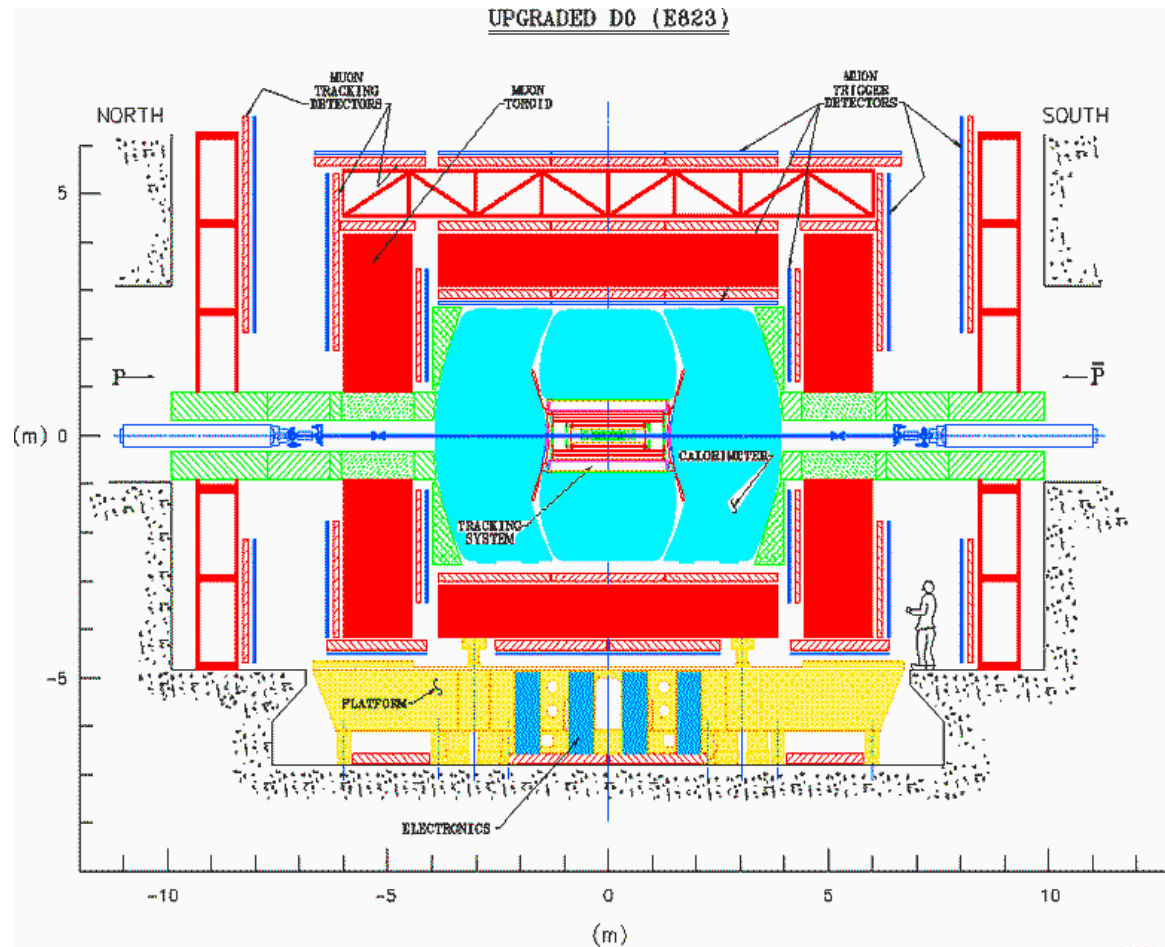 UPGRADED D0 (E823)
MUON
TRACKING
DETECTORS
MUON
TOROID
MUON
TRIGGER
DETECTORS
NORTH
SOUTH
5
P
P̅
(m)
0
CALORIMETER
TRACKING
SYSTEM
-5
PLATFORM
ELECTRONICS
-10
-5
0
5
10
(m)